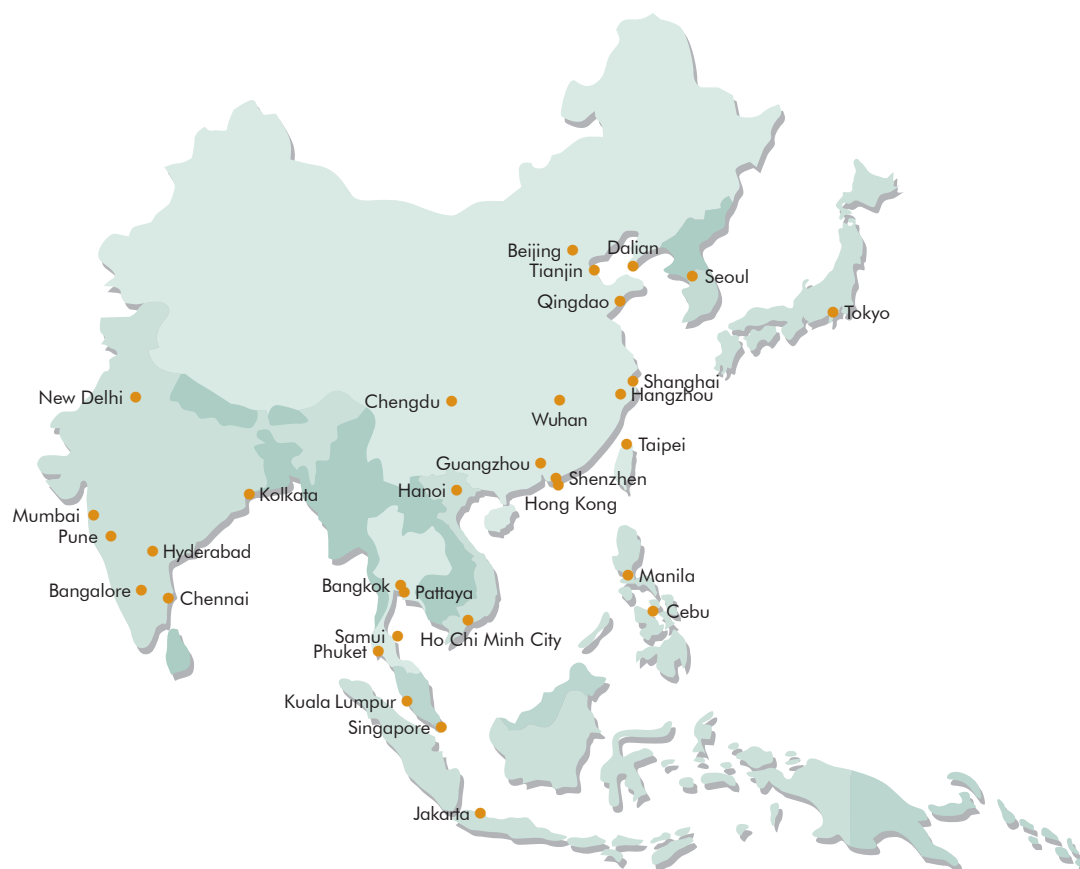 Beijing
Dalian
Tianjin
Seoul
Qingdao
Tokyo
Shanghai
Hangzhou
New Delhi
Chengdu
Wuhan
Taipei
Guangzhou
Shenzhen
Hanoi
Kolkata
Hong Kong
Mumbai
Pune
Hyderabad
Manila
Bangkok
Pattaya
Bangalore
Chennai
Cebu
Samui
Ho Chi Minh City
Phuket
Kuala Lumpur
Singapore
Jakarta